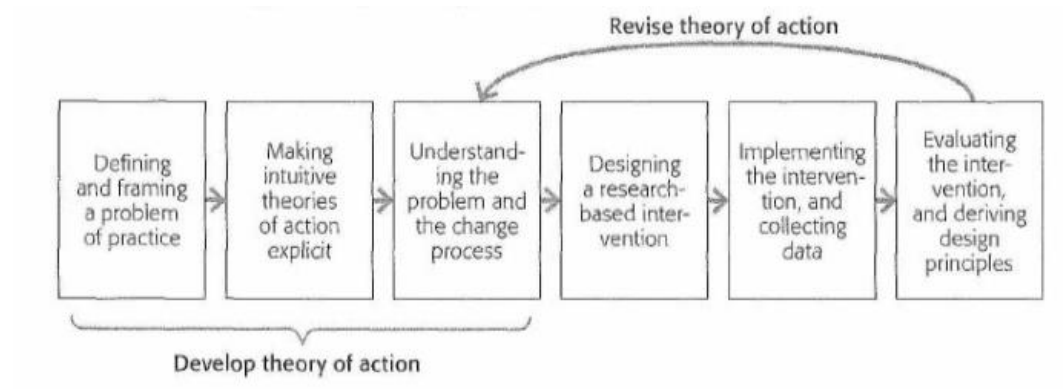 Revise theory of action
Defining
and framing
a problem
of practice
Making
intuitive
theories
of action
explicit
Understand-
ing the
problem and
the change
process
Designing
a research-
based inter-
vention
Implementing
the interven-
tion, and
collecting
data
Evaluating
the inter-
vention,
and deriving
design
principles
Develop theory of action